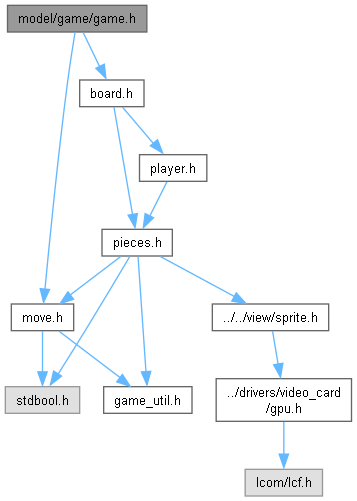 model/game/game.h
board.h
player.h
pieces.h
move.h
../../view/sprite.h
stdbool.h
game_util.h
../drivers/video_card
/gpu.h
lcom/lcf.h